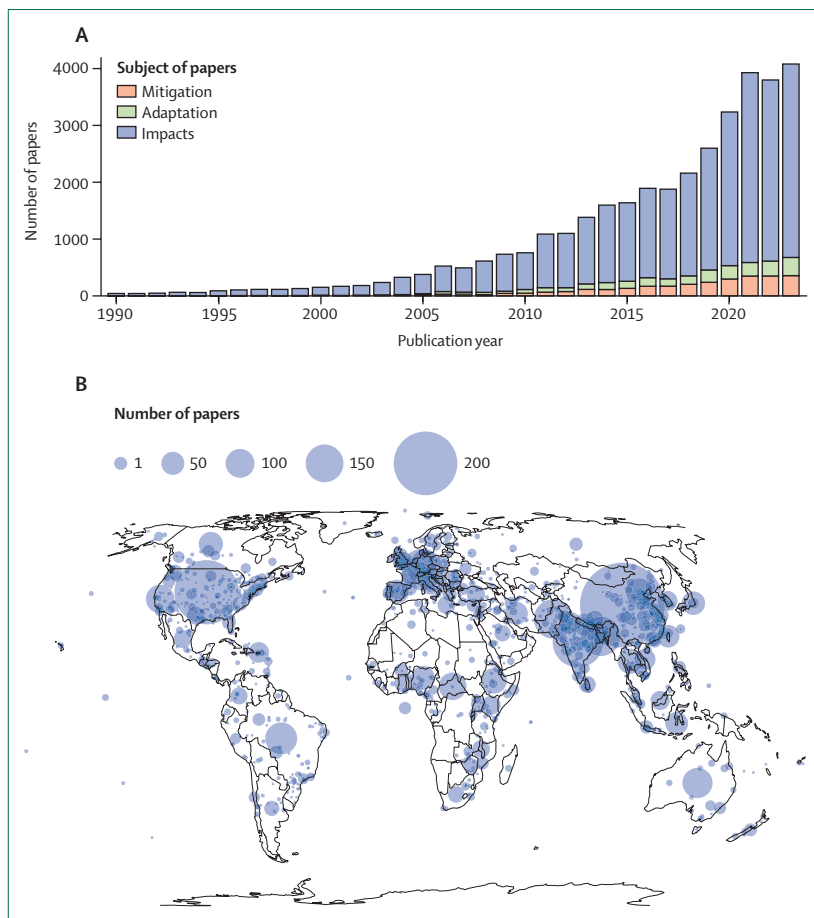 A
Subject of papers
Mitigation
Adaptation
Impacts
Number of papers
4000
3000
2000
1000
0
1990 1995 2000 2005 2010 2015 2020
Publication year
B
Number of papers
1 50 100 150 200